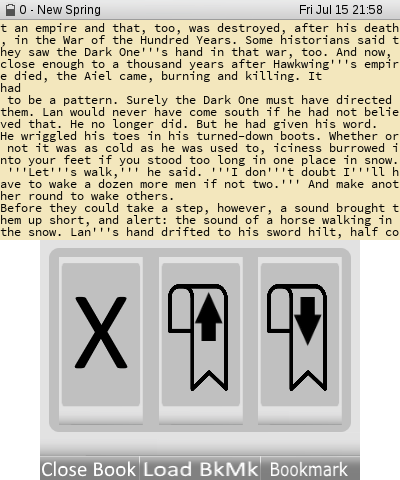 0 - New Spring
Fri Jul 15 21:58
t an empire and that, too, was destroyed, after his death
, in the War of the Hundred Years. Some historians said t
hey saw the Dark One'''s hand in that war, too. And now,
close enough to a thousand years after Hawkwing'''s empir
e died, the Aiel came, burning and killing. It
had
 to be a pattern. Surely the Dark One must have directed
them. Lan would never have come south if he had not belie
ved that. He no longer did. But he had given his word.
He wriggled his toes in his turned-down boots. Whether or
 not it was as cold as he was used to, iciness burrowed i
nto your feet if you stood too long in one place in snow.
 '''Let'''s walk,''' he said. '''I don'''t doubt I'''ll h
ave to wake a dozen more men if not two.''' And make anot
her round to wake others.
Before they could take a step, however, a sound brought t
hem up short, and alert: the sound of a horse walking in
the snow. Lan'''s hand drifted to his sword hilt, half co
X
Close Book
Load BkMk
Bookmark